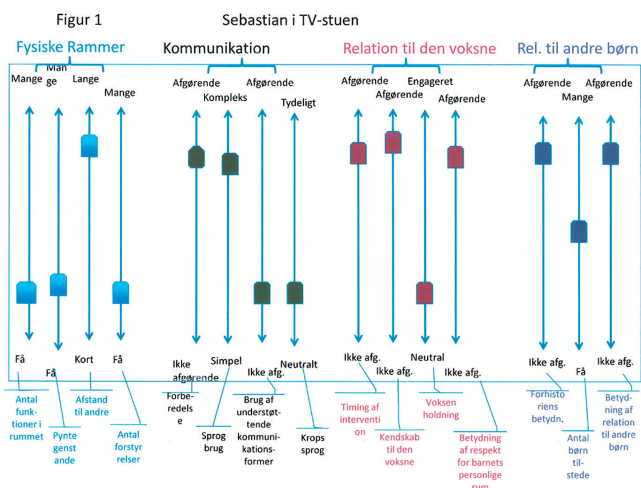 Figur 1
Sebastian i TV-stuen
Fysiske Rammer
Kommunikation
Relation til den voksne
Rel. til andre børn
Mange
Man
ge
Lange
Mange
Afgørende
Kompleks
Afgørende
Tydeligt
Afgørende
Afgørende
Engageret
Afgørende
Afgørende
Mange
Afgørende
Få
Få
Kort
Få
Ikke
afgørende
Simpel
Ikke afg.
Neutralt
Ikke afg.
Ikke afg.
Neutral
Ikke afg.
Ikke afg.
Få
Ikke afg.
Antal
funk-
tioner i
rummet
Pynte
genst
ande
Afstand
til andre
Antal
forstyr
relser
Forbe-
redels
e
Sprog
brug
Brug af
understøt-
tende
kommuni-
kations-
former
Krops
sprog
Timing af
interventi
on
Kendskab
til den
voksne
Voksen
holdning
Betydning
af respekt
for barnets
personlige
rum
Forhisto
riens
betydn.
Antal
børn
til-
stede
Betyd-
ning af
relation
til andre
børn